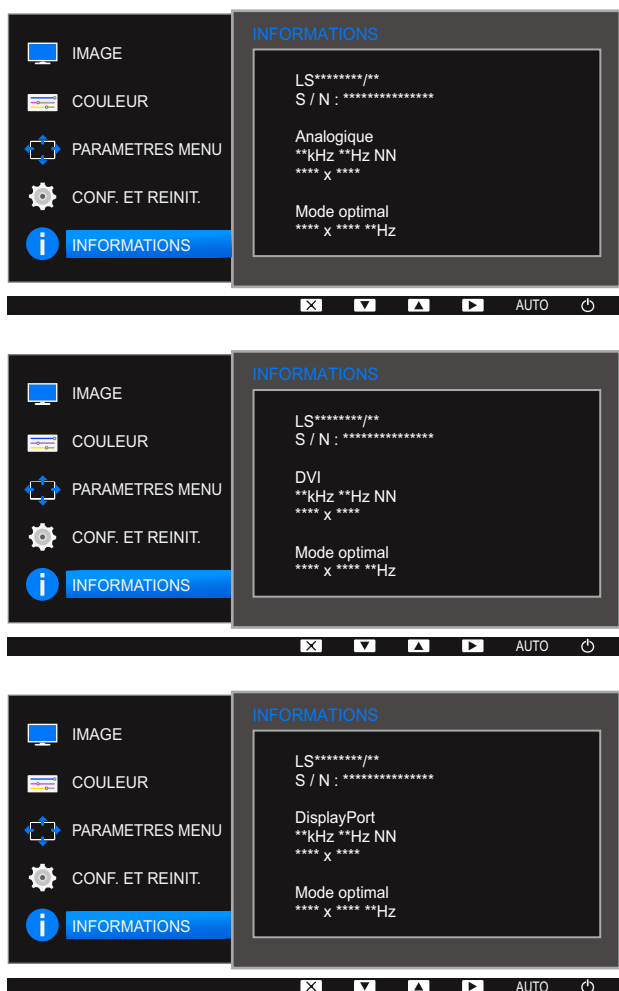 IMAGE
COULEUR
PARAMETRES MENU
CONF. ET REINIT.
INFORMATIONS
INFORMATIONS
LS********/**
S / N : ***************
Analogique
**kHz **Hz NN
**** x ****
Mode optimal
**** x **** **Hz
AUTO
IMAGE
COULEUR
PARAMETRES MENU
CONF. ET REINIT.
INFORMATIONS
INFORMATIONS
LS********/**
S / N : ***************
DVI
**kHz **Hz NN
**** x ****
Mode optimal
**** x **** **Hz
AUTO
IMAGE
COULEUR
PARAMETRES MENU
CONF. ET REINIT.
INFORMATIONS
INFORMATIONS
LS********/**
S / N : ***************
DisplayPort
**kHz **Hz NN
**** x ****
Mode optimal
**** x **** **Hz
AUTO